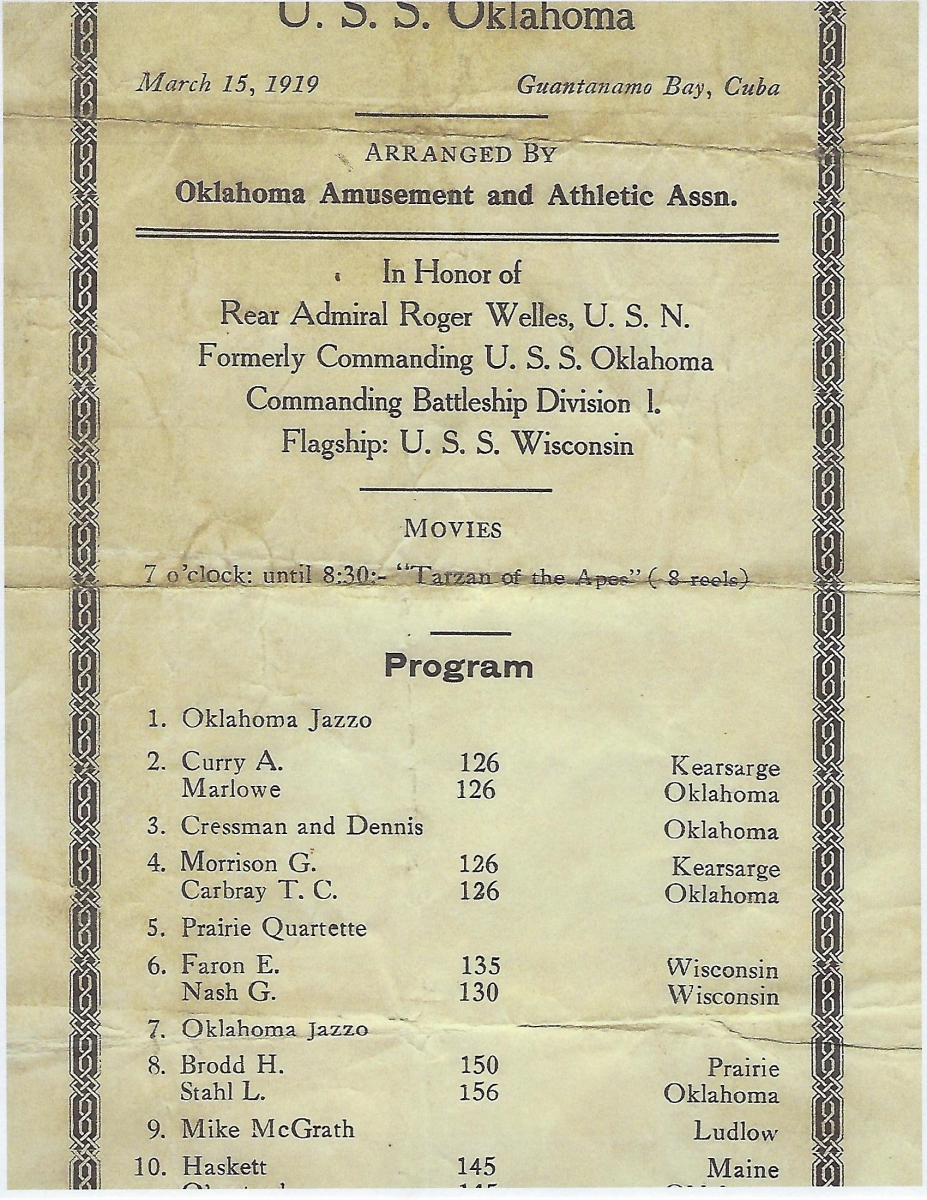 U. S. S. Oklahoma
March 15, 1919 Guantanamo Bay, Cuba
ARRANGED BY
Oklahoma Amusement and Athletic Assn.
In Honor of
Rear Admiral Roger Welles, U. S. N.
Formerly Commanding U. S. S. Oklahoma
Commanding Battleship Division 1.
Flagship: U. S. S. Wisconsin
MOVIES
7 o'clock: until 8:30:- "Tarzan of the Apes" ( 8 reels)
Program
1. Oklahoma Jazzo
2. Curry A. 126 Kearsarge
Marlowe 126 Oklahoma
3. Cressman and Dennis Oklahoma
4. Morrison G. 126 Kearsarge
Carbray T. C. 126 Oklahoma
5. Prairie Quartette
6. Faron E. 135 Wisconsin
Nash G. 130 Wisconsin
7. Oklahoma Jazzo
8. Brodd H. 150 Prairie
Stahl L. 156 Oklahoma
9. Mike McGrath Ludlow
10. Haskett 145 Maine